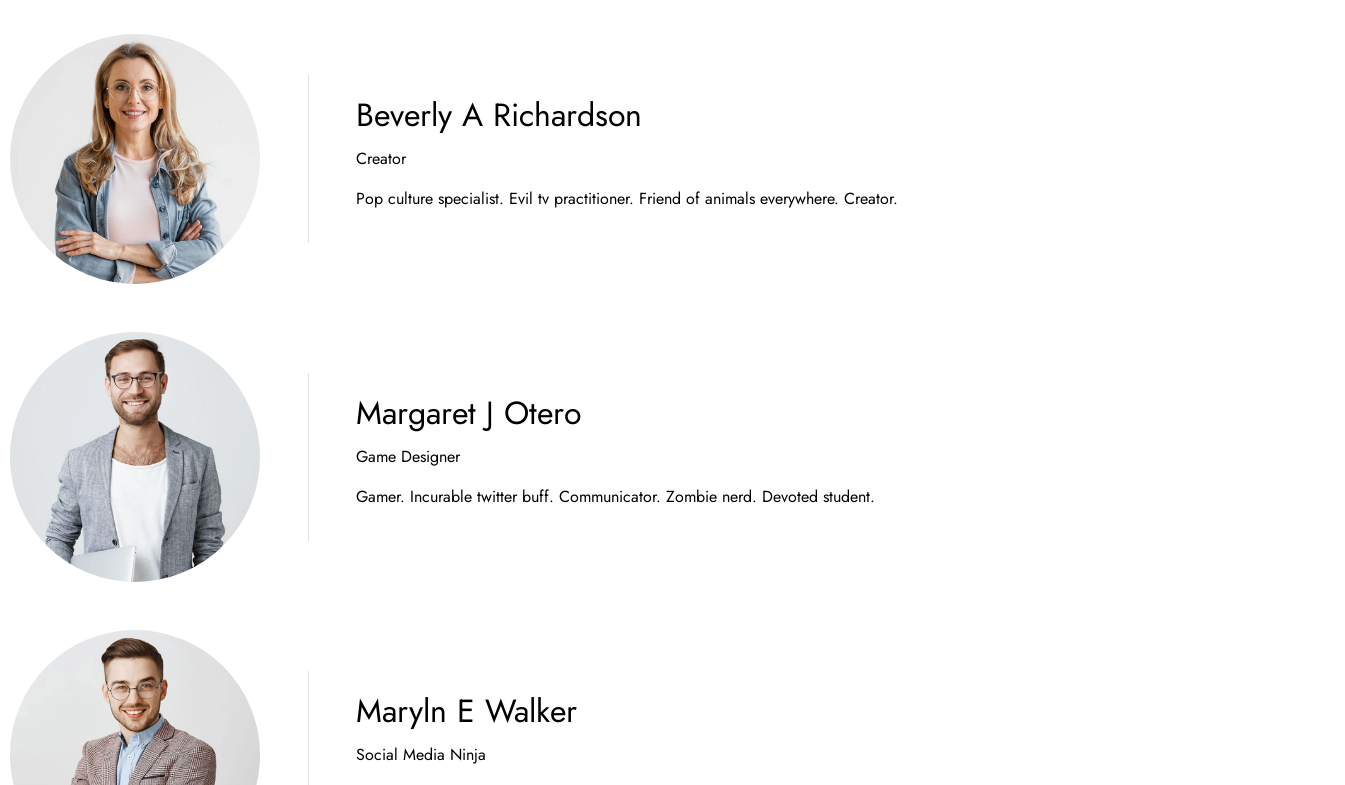 Beverly A Richardson
Creator
Pop culture specialist. Evil tv practitioner. Friend of animals everywhere. Creator.
Margaret J Otero
Game Designer
Gamer. Incurable twitter buff. Communicator. Zombie nerd. Devoted student.
Maryln E Walker
Social Media Ninja